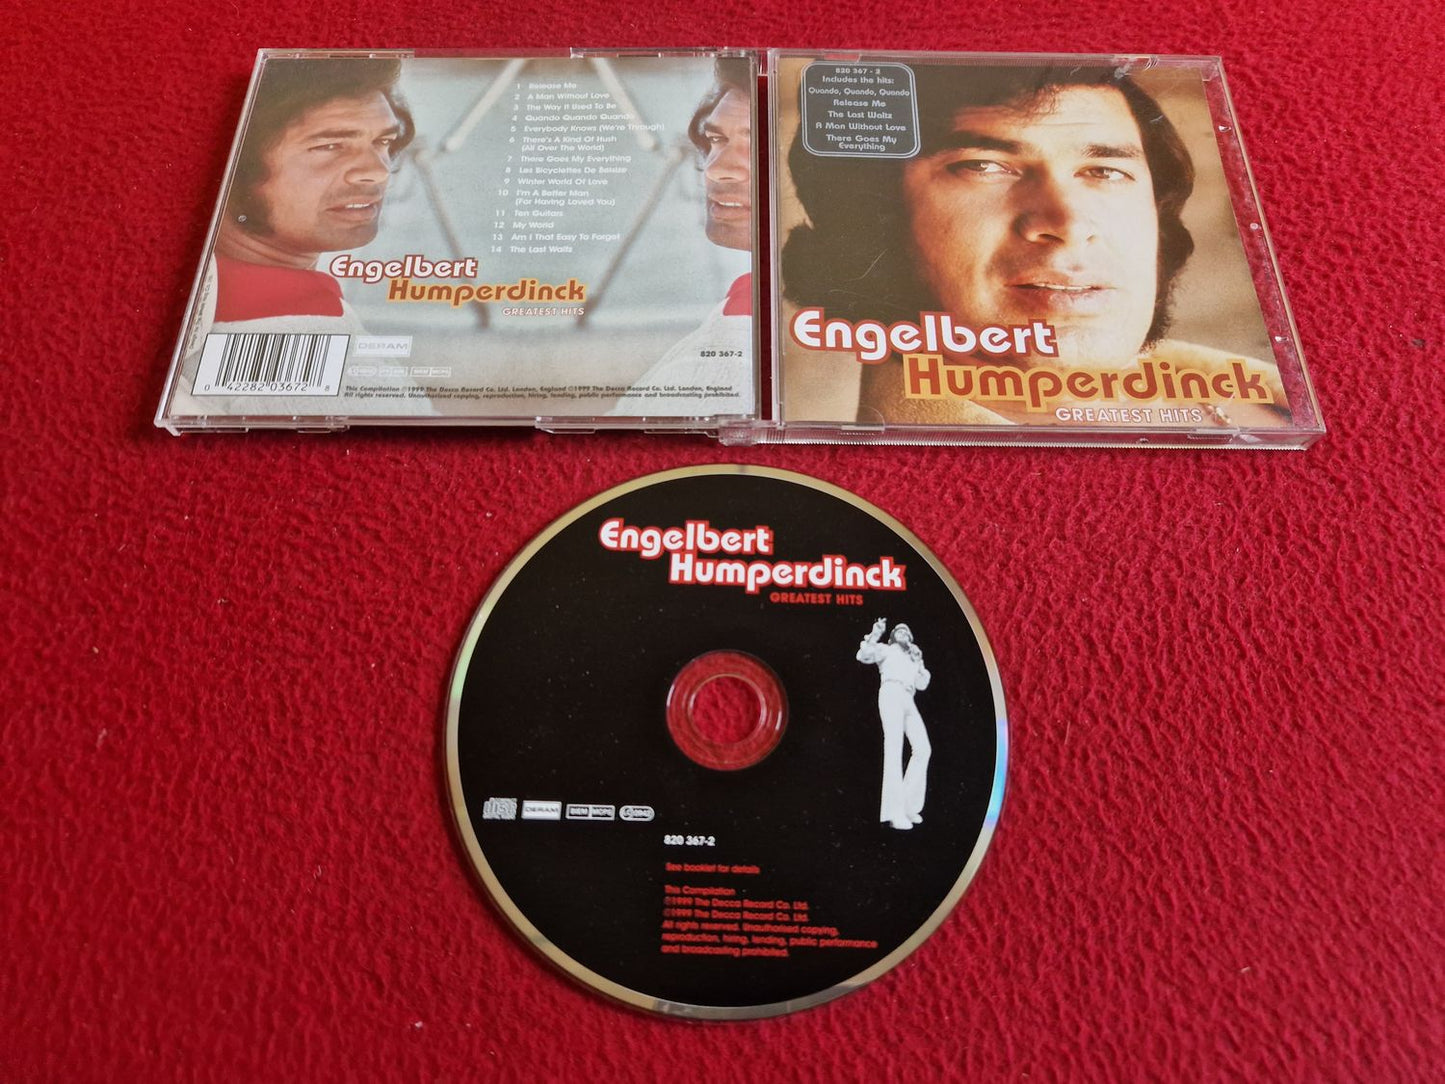 1 Release Me
2 A Man Without Love
3 The Way It Used To Be
4 Quando Quando Quando
5 Everybody Knows (We're Through)
6 There's A Kind Of Hush
(All Over The World)
7 There Goes My Everything
8 Les Bicyclettes De Belsize
9 Winter World Of Love
10 I'm A Better Man
(For Having Loved You)
11 Ten Guitars
12 My World
13 Am I That Easy To Forget
14 The Last Waltz
Engelbert
Humperdinck
GREATEST HITS
DERAM
820 367-2
BIEM MCPS
0 42282 03672 8
This Compilation ℗1999 The Decca Record Co. Ltd. London, England ©1999 The Decca Record Co. Ltd. London, England
All rights reserved. Unauthorised copying, reproduction, hiring, lending, public performance and broadcasting prohibited.
820 367 - 2
Includes the hits:
Quando, Quando, Quando
Release Me
The Last Waltz
A Man Without Love
There Goes My
Everything
Engelbert
Humperdinck
GREATEST HITS
Engelbert
Humperdinck
GREATEST HITS
disc
DERAM
BIEM MCPS
820 367-2
See booklet for details
This Compilation
℗1999 The Decca Record Co. Ltd.
©1999 The Decca Record Co. Ltd.
All rights reserved. Unauthorised copying,
reproduction, hiring, lending, public performance
and broadcasting prohibited.